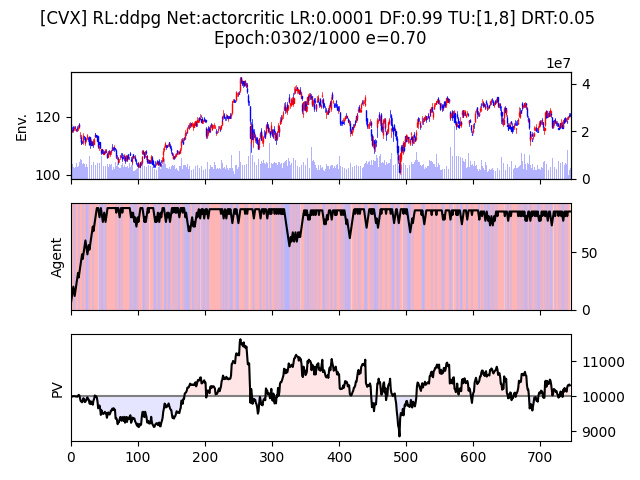 [CVX] RL:ddpg Net:actorcritic LR:0.0001 DF:0.99 TU:[1,8] DRT:0.05
Epoch:0302/1000 e=0.70
1e7
Env.
120
100
4
2
0
Agent
50
0
PV
11000
10000
9000
0 100 200 300 400 500 600 700